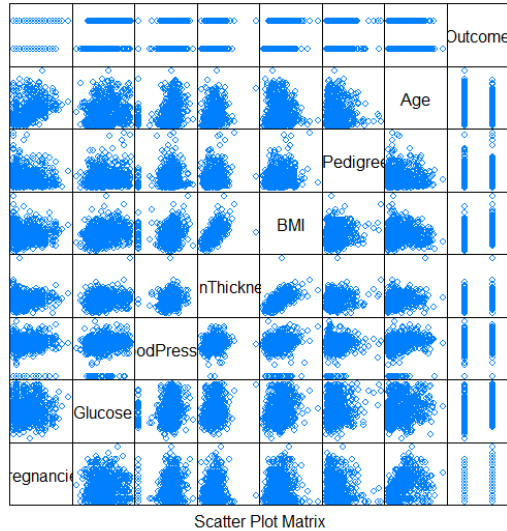 Outcome
Age
Pedigree
BMI
nThickne
odPress
Glucose
regnancie
Scatter Plot Matrix